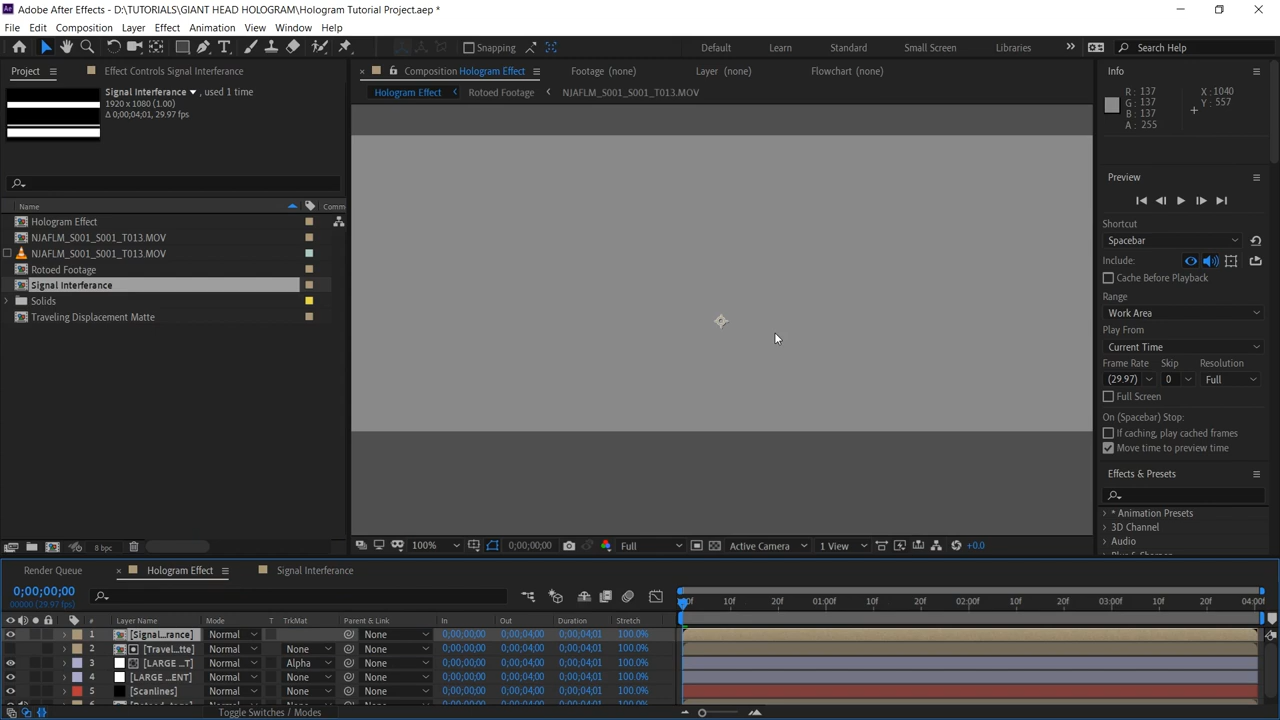 Adobe After Effects - D:\TUTORIALS\GIANT HEAD HOLOGRAM\Hologram Tutorial Project.aep *
File Edit Composition Layer Effect Animation View Window Help
Snapping Default Learn Standard Small Screen Libraries Search Help
Project Effect Controls Signal Interferance Composition Hologram Effect Footage (none) Layer (none) Flowchart (none) Info
Signal Interferance , used 1 time
1920 x 1080 (1.00)
Δ 0;00;04;01, 29.97 fps
Hologram Effect Rotoed Footage NJAFLM_S001_S001_T013.MOV
R : 137
G : 137
B : 137
A : 255
X : 1040
Y : 557
Preview
Shortcut
Spacebar
Include:
Cache Before Playback
Range
Work Area
Play From
Current Time
Frame Rate Skip Resolution
(29.97) 0 Full
Full Screen
On (Spacebar) Stop:
If caching, play cached frames
Move time to preview time
Effects & Presets
* Animation Presets
3D Channel
Audio
Name Comm
Hologram Effect
NJAFLM_S001_S001_T013.MOV
NJAFLM_S001_S001_T013.MOV
Rotoed Footage
Signal Interferance
Solids
Traveling Displacement Matte
8 bpc
100% 0;00;00;00 Full Active Camera 1 View +0.0
Render Queue Hologram Effect Signal Interferance
0;00;00;00
00000 (29.97 fps)
00f 10f 20f 01:00f 10f 20f 02:00f 10f 20f 03:00f 10f 20f 04:00f
# Layer Name Mode T TrkMat Parent & Link In Out Duration Stretch
1 [Signal...rance] Normal None 0;00;00;00 0;00;04;00 0;00;04;01 100.0%
2 [Travel...tte] Normal None None 0;00;00;00 0;00;04;00 0;00;04;01 100.0%
3 [LARGE ...T] Normal Alpha None 0;00;00;00 0;00;04;00 0;00;04;01 100.0%
4 [LARGE ...ENT] Normal None None 0;00;00;00 0;00;04;00 0;00;04;01 100.0%
5 [Scanlines] Normal None None 0;00;00;00 0;00;04;00 0;00;04;01 100.0%
Toggle Switches / Modes